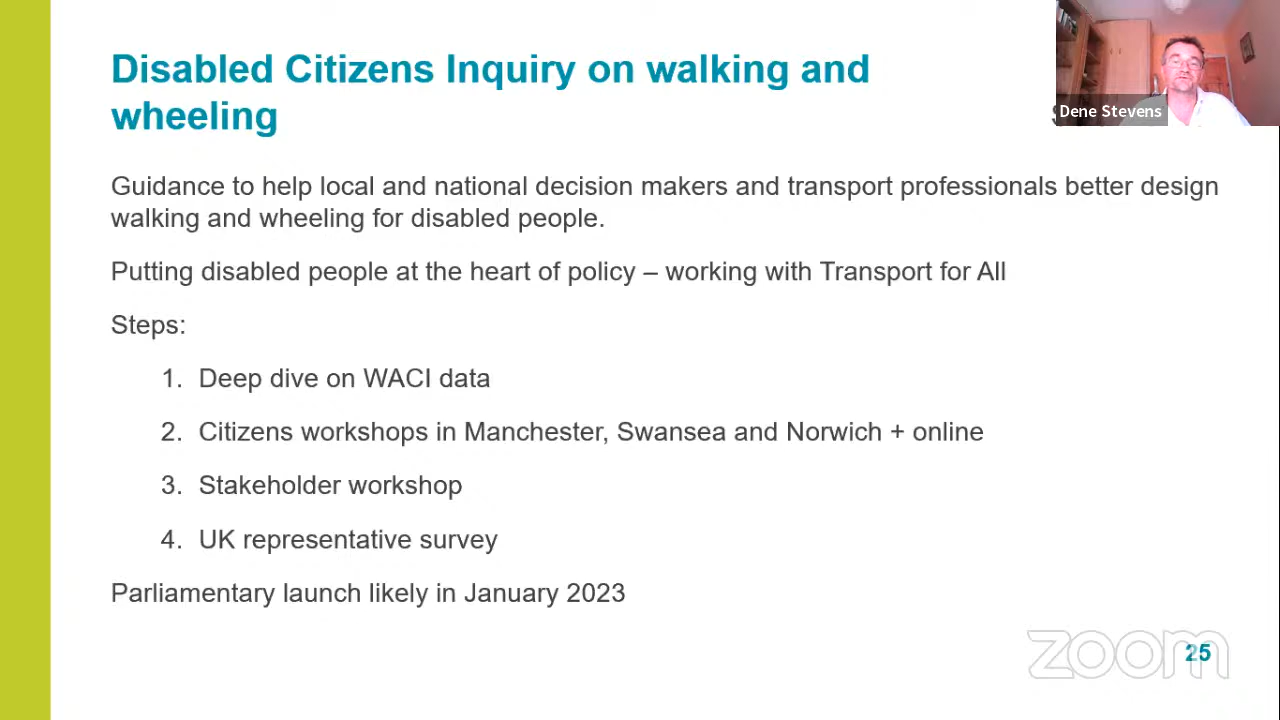 Disabled Citizens Inquiry on walking and
wheeling
Dene Stevens
Guidance to help local and national decision makers and transport professionals better design
walking and wheeling for disabled people.
Putting disabled people at the heart of policy – working with Transport for All
Steps:
1. Deep dive on WACI data
2. Citizens workshops in Manchester, Swansea and Norwich + online
3. Stakeholder workshop
4. UK representative survey
Parliamentary launch likely in January 2023
zoom
25